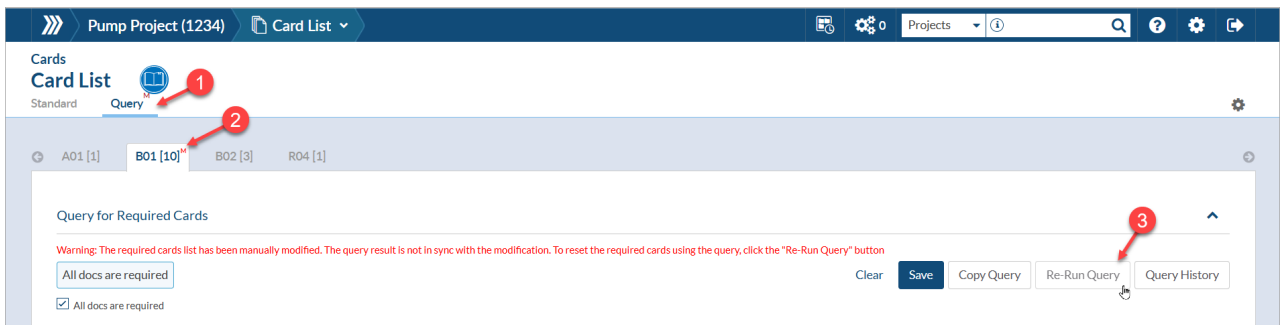 Pump Project (1234) Card List 0 Projects
Cards
Card List
1
Standard Query M
2
A01 [1] B01 [10] M B02 [3] R04 [1]
Query for Required Cards
3
Warning: The required cards list has been manually modified. The query result is not in sync with the modification. To reset the required cards using the query, click the "Re-Run Query" button
All docs are required Clear Save Copy Query Re-Run Query Query History
All docs are required